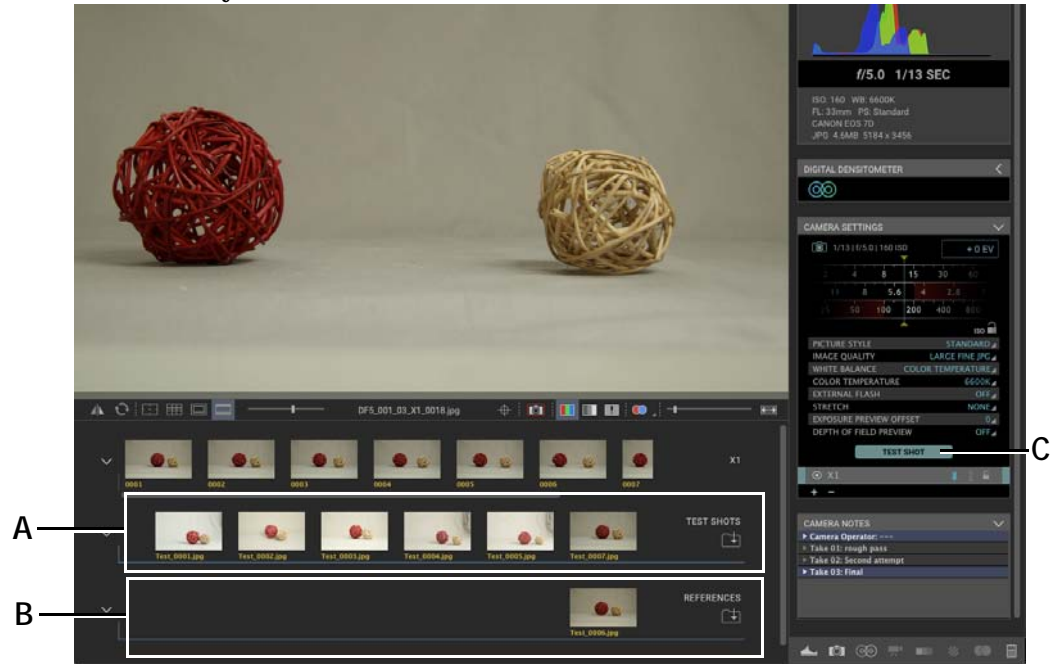 f/5.0 1/13 SEC
ISO: 160 WB: 6600K
FL: 33mm PS: Standard
CANON EOS 7D
JPG 4.6MB 5184 x 3456
DIGITAL DENSITOMETER
CAMERA SETTINGS
1/13 | f/5.0 | 160 ISO
+ 0 EV
4 8 15 30 60
11 8 5.6 4 2.8
50 100 200 400 800
ISO
PICTURE STYLE STANDARD
IMAGE QUALITY LARGE FINE JPG
WHITE BALANCE COLOR TEMPERATURE
COLOR TEMPERATURE 6600K
EXTERNAL FLASH OFF
STRETCH NONE
EXPOSURE PREVIEW OFFSET 0
DEPTH OF FIELD PREVIEW OFF
TEST SHOT
C
X1
+ −
CAMERA NOTES
Camera Operator: ---
Take 01: rough pass
Take 02: Second attempt
Take 03: Final
DF5_001_03_X1_0018.jpg
X1
0001 0002 0003 0004 0005 0006 0007
A
TEST SHOTS
Test_0001.jpg Test_0002.jpg Test_0003.jpg Test_0004.jpg Test_0005.jpg Test_0007.jpg
B
REFERENCES
Test_0006.jpg